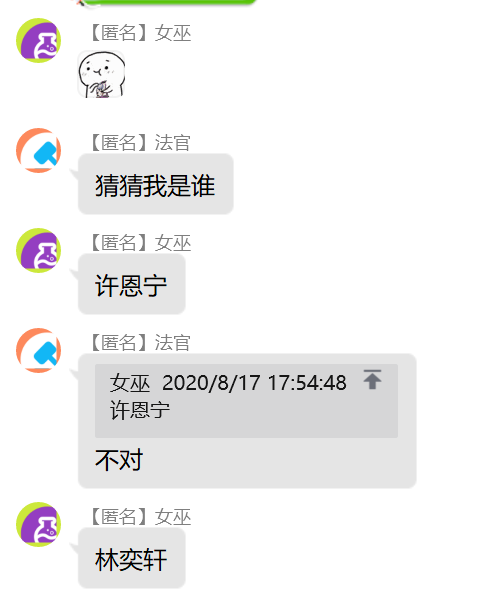 【匿名】女巫
【匿名】法官
猜猜我是谁
【匿名】女巫
许恩宁
【匿名】法官
女巫 2020/8/17 17:54:48
许恩宁
不对
【匿名】女巫
林奕轩